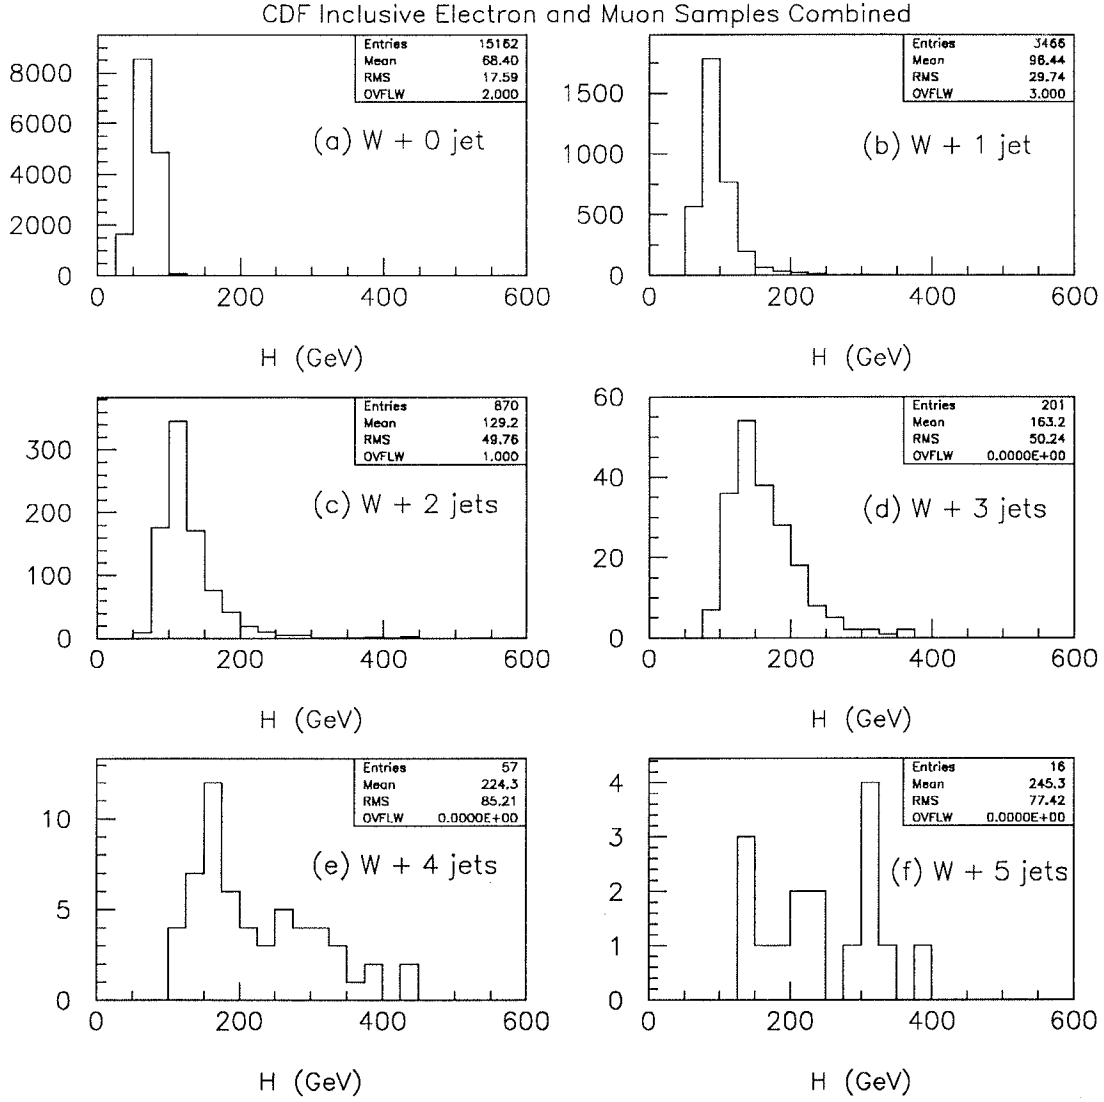 CDF Inclusive Electron and Muon Samples Combined
Entries 15162
Mean 68.40
RMS 17.59
OVFLW 2.000
(a) W + 0 jet
8000
6000
4000
2000
0
0 200 400 600
H (GeV)
Entries 3466
Mean 96.44
RMS 29.74
OVFLW 3.000
(b) W + 1 jet
1500
1000
500
0
0 200 400 600
H (GeV)
Entries 870
Mean 129.2
RMS 49.76
OVFLW 1.000
(c) W + 2 jets
300
200
100
0
0 200 400 600
H (GeV)
Entries 201
Mean 163.2
RMS 50.24
OVFLW 0.0000E+00
(d) W + 3 jets
60
40
20
0
0 200 400 600
H (GeV)
Entries 57
Mean 224.3
RMS 85.21
OVFLW 0.0000E+00
(e) W + 4 jets
10
5
0
0 200 400 600
H (GeV)
Entries 16
Mean 245.3
RMS 77.42
OVFLW 0.0000E+00
(f) W + 5 jets
4
3
2
1
0
0 200 400 600
H (GeV)